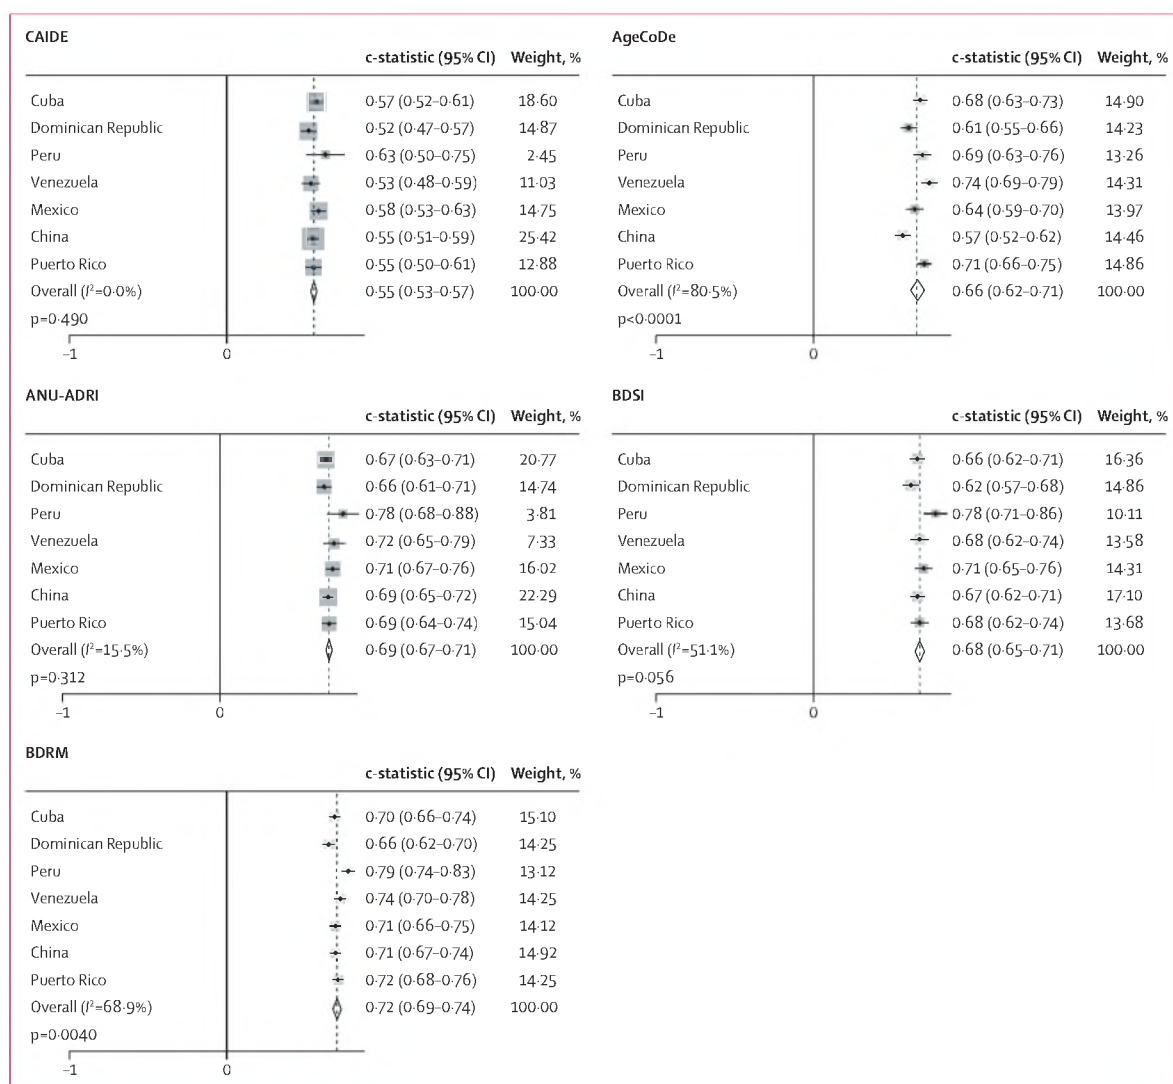 CAIDE
c-statistic (95% CI) Weight, %
Cuba 0·57 (0·52–0·61) 18·60
Dominican Republic 0·52 (0·47–0·57) 14·87
Peru 0·63 (0·50–0·75) 2·45
Venezuela 0·53 (0·48–0·59) 11·03
Mexico 0·58 (0·53–0·63) 14·75
China 0·55 (0·51–0·59) 25·42
Puerto Rico 0·55 (0·50–0·61) 12·88
Overall (I²=0·0%) 0·55 (0·53–0·57) 100·00
p=0·490
–1 0
AgeCoDe
c-statistic (95% CI) Weight, %
Cuba 0·68 (0·63–0·73) 14·90
Dominican Republic 0·61 (0·55–0·66) 14·23
Peru 0·69 (0·63–0·76) 13·26
Venezuela 0·74 (0·69–0·79) 14·31
Mexico 0·64 (0·59–0·70) 13·97
China 0·57 (0·52–0·62) 14·46
Puerto Rico 0·71 (0·66–0·75) 14·86
Overall (I²=80·5%) 0·66 (0·62–0·71) 100·00
p<0·0001
–1 0
ANU-ADRI
c-statistic (95% CI) Weight, %
Cuba 0·67 (0·63–0·71) 20·77
Dominican Republic 0·66 (0·61–0·71) 14·74
Peru 0·78 (0·68–0·88) 3·81
Venezuela 0·72 (0·65–0·79) 7·33
Mexico 0·71 (0·67–0·76) 16·02
China 0·69 (0·65–0·72) 22·29
Puerto Rico 0·69 (0·64–0·74) 15·04
Overall (I²=15·5%) 0·69 (0·67–0·71) 100·00
p=0·312
–1 0
BDSI
c-statistic (95% CI) Weight, %
Cuba 0·66 (0·62–0·71) 16·36
Dominican Republic 0·62 (0·57–0·68) 14·86
Peru 0·78 (0·71–0·86) 10·11
Venezuela 0·68 (0·62–0·74) 13·58
Mexico 0·71 (0·65–0·76) 14·31
China 0·67 (0·62–0·71) 17·10
Puerto Rico 0·68 (0·62–0·74) 13·68
Overall (I²=51·1%) 0·68 (0·65–0·71) 100·00
p=0·056
–1 0
BDRM
c-statistic (95% CI) Weight, %
Cuba 0·70 (0·66–0·74) 15·10
Dominican Republic 0·66 (0·62–0·70) 14·25
Peru 0·79 (0·74–0·83) 13·12
Venezuela 0·74 (0·70–0·78) 14·25
Mexico 0·71 (0·66–0·75) 14·12
China 0·71 (0·67–0·74) 14·92
Puerto Rico 0·72 (0·68–0·76) 14·25
Overall (I²=68·9%) 0·72 (0·69–0·74) 100·00
p=0·0040
–1 0